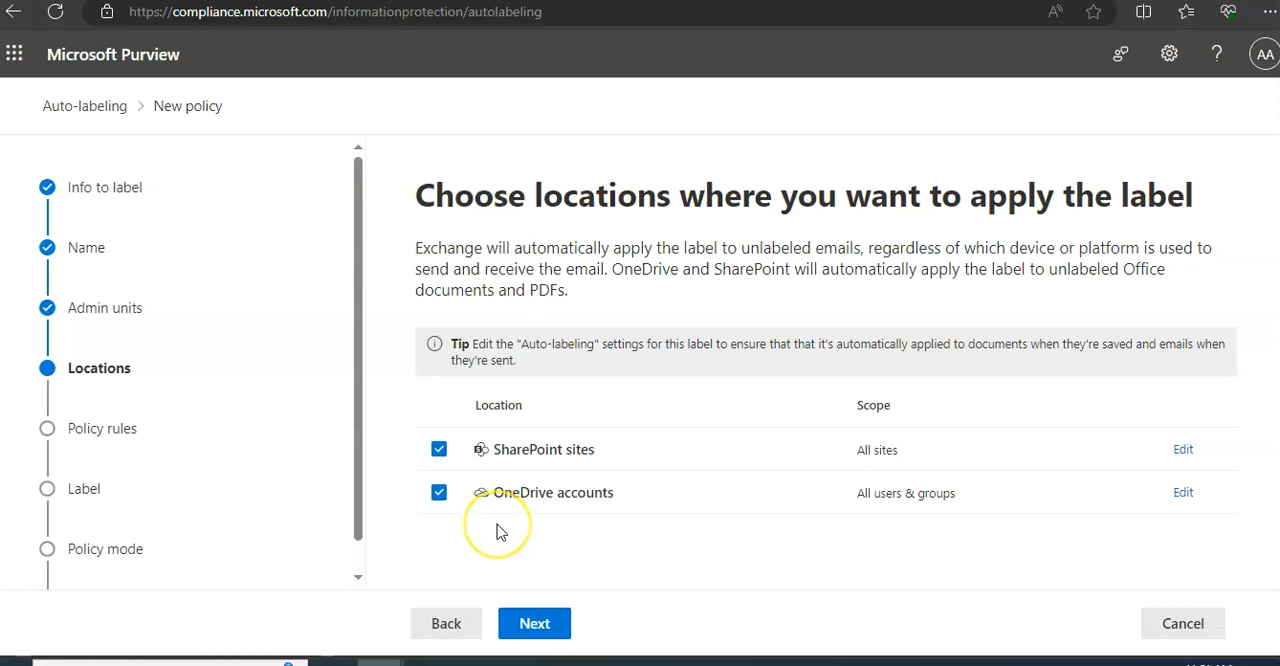 https://compliance.microsoft.com/informationprotection/autolabeling
Microsoft Purview
AA
Auto-labeling > New policy
Info to label
Name
Admin units
Locations
Policy rules
Label
Policy mode
Choose locations where you want to apply the label
Exchange will automatically apply the label to unlabeled emails, regardless of which device or platform is used to
send and receive the email. OneDrive and SharePoint will automatically apply the label to unlabeled Office
documents and PDFs.
Tip Edit the "Auto-labeling" settings for this label to ensure that that it's automatically applied to documents when they're saved and emails when
they're sent.
Location Scope
SharePoint sites All sites Edit
OneDrive accounts All users & groups Edit
Back Next Cancel